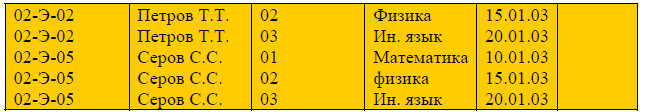 02-Э-02 Петров Т.Т. 02 Физика 15.01.03
02-Э-02 Петров Т.Т. 03 Ин. язык 20.01.03
02-Э-05 Серов С.С. 01 Математика 10.01.03
02-Э-05 Серов С.С. 02 физика 15.01.03
02-Э-05 Серов С.С. 03 Ин. язык 20.01.03